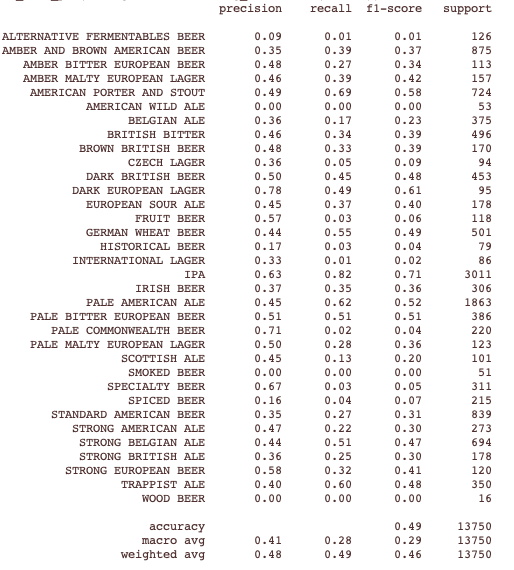 precision recall f1-score support
ALTERNATIVE FERMENTABLES BEER 0.09 0.01 0.01 126
AMBER AND BROWN AMERICAN BEER 0.35 0.39 0.37 875
AMBER BITTER EUROPEAN BEER 0.48 0.27 0.34 113
AMBER MALTY EUROPEAN LAGER 0.46 0.39 0.42 157
AMERICAN PORTER AND STOUT 0.49 0.69 0.58 724
AMERICAN WILD ALE 0.00 0.00 0.00 53
BELGIAN ALE 0.36 0.17 0.23 375
BRITISH BITTER 0.46 0.34 0.39 496
BROWN BRITISH BEER 0.48 0.33 0.39 170
CZECH LAGER 0.36 0.05 0.09 94
DARK BRITISH BEER 0.50 0.45 0.48 453
DARK EUROPEAN LAGER 0.78 0.49 0.61 95
EUROPEAN SOUR ALE 0.45 0.37 0.40 178
FRUIT BEER 0.57 0.03 0.06 118
GERMAN WHEAT BEER 0.44 0.55 0.49 501
HISTORICAL BEER 0.17 0.03 0.04 79
INTERNATIONAL LAGER 0.33 0.01 0.02 86
IPA 0.63 0.82 0.71 3011
IRISH BEER 0.37 0.35 0.36 306
PALE AMERICAN ALE 0.45 0.62 0.52 1863
PALE BITTER EUROPEAN BEER 0.51 0.51 0.51 386
PALE COMMONWEALTH BEER 0.71 0.02 0.04 220
PALE MALTY EUROPEAN LAGER 0.50 0.28 0.36 123
SCOTTISH ALE 0.45 0.13 0.20 101
SMOKED BEER 0.00 0.00 0.00 51
SPECIALTY BEER 0.67 0.03 0.05 311
SPICED BEER 0.16 0.04 0.07 215
STANDARD AMERICAN BEER 0.35 0.27 0.31 839
STRONG AMERICAN ALE 0.47 0.22 0.30 273
STRONG BELGIAN ALE 0.44 0.51 0.47 694
STRONG BRITISH ALE 0.36 0.25 0.30 178
STRONG EUROPEAN BEER 0.58 0.32 0.41 120
TRAPPIST ALE 0.40 0.60 0.48 350
WOOD BEER 0.00 0.00 0.00 16
accuracy 0.49 13750
macro avg 0.41 0.28 0.29 13750
weighted avg 0.48 0.49 0.46 13750